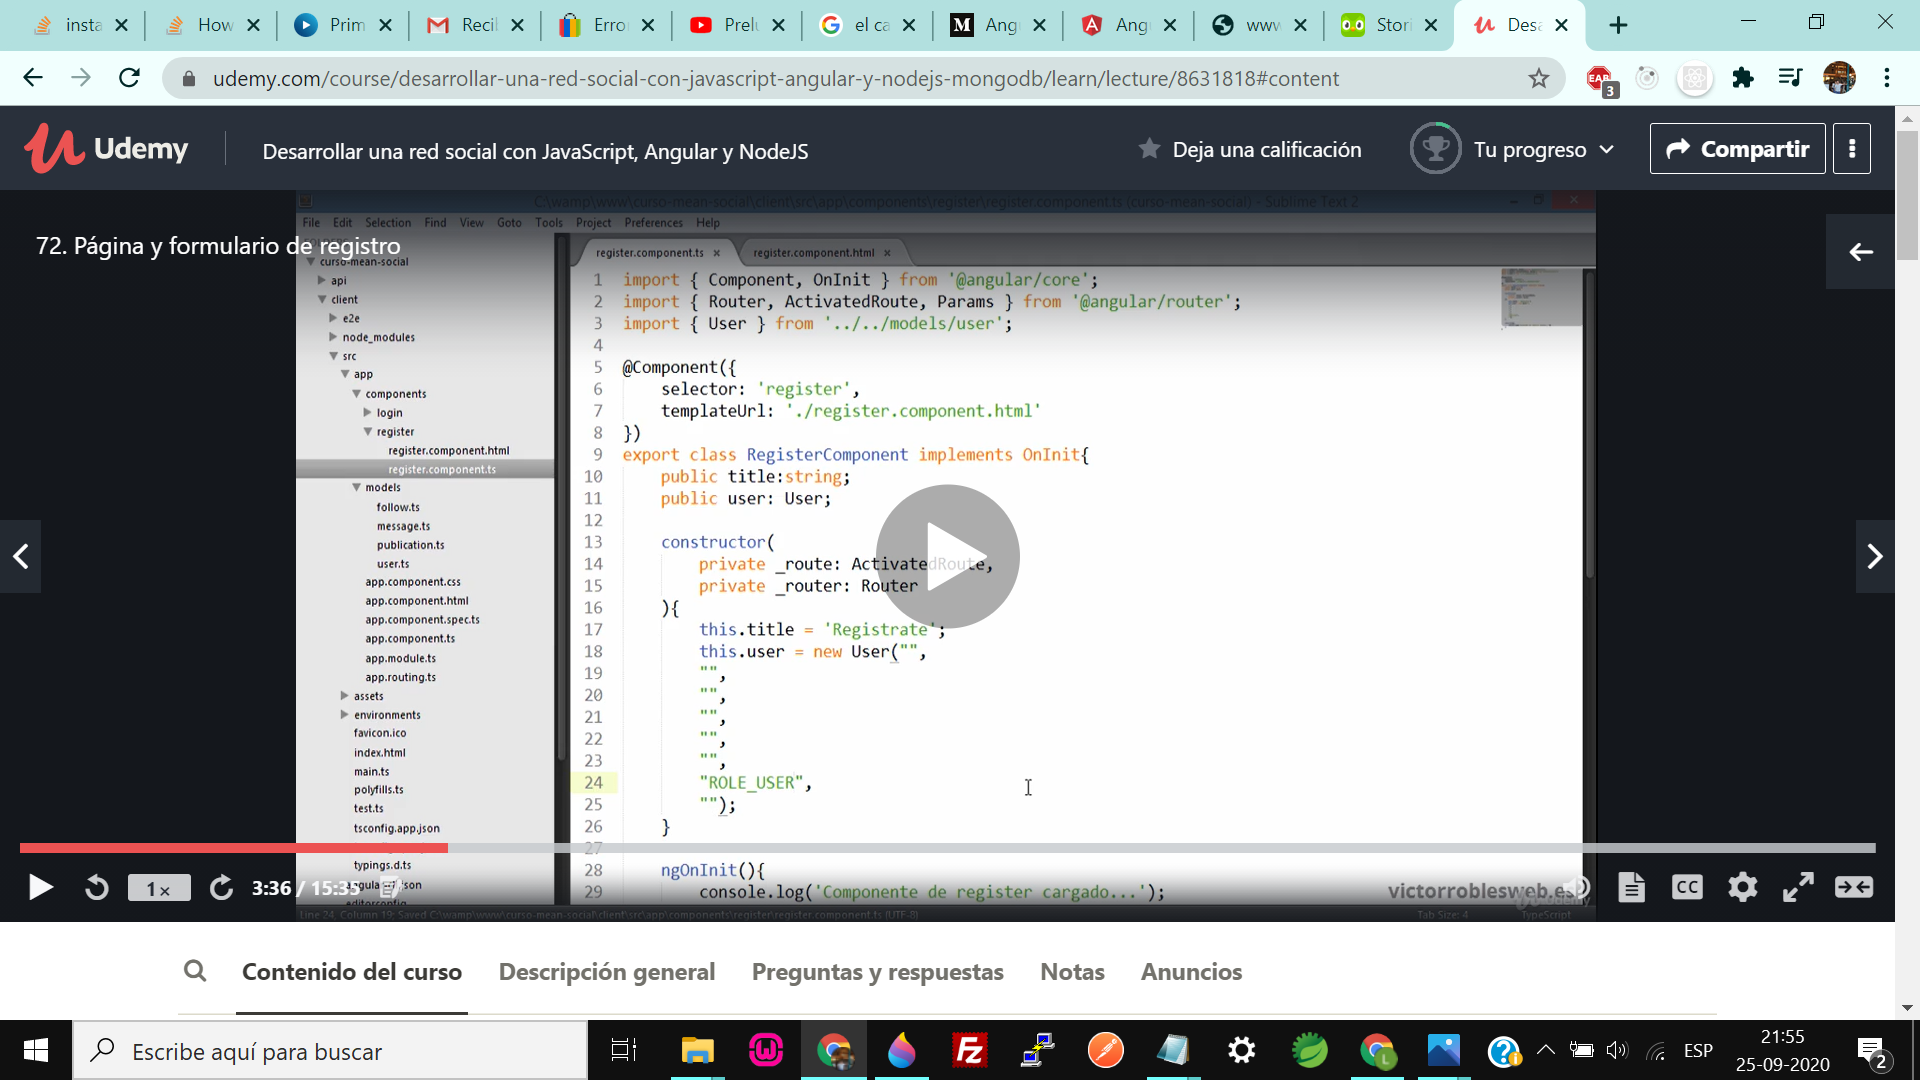 insta
How
Prim
Recil
Erro
Prelu
el ca
Ang
Ang
www
Stori
Desa
udemy.com/course/desarrollar-una-red-social-con-javascript-angular-y-nodejs-mongodb/learn/lecture/8631818#content
3
Udemy
Desarrollar una red social con JavaScript, Angular y NodeJS
Deja una calificación
Tu progreso
Compartir
C:\wamp\www\curso-mean-social\client\src\app\components\register\register.component.ts (curso-mean-social) - Sublime Text 2
File Edit Selection Find View Goto Tools Project Preferences Help
72. Página y formulario de registro
curso-mean-social
api
client
e2e
node_modules
src
app
components
login
register
register.component.html
register.component.ts
models
follow.ts
message.ts
publication.ts
user.ts
app.component.css
app.component.html
app.component.spec.ts
app.component.ts
app.module.ts
app.routing.ts
assets
environments
favicon.ico
index.html
main.ts
polyfills.ts
test.ts
tsconfig.app.json
typings.d.ts
register.component.ts
register.component.html
1 import { Component, OnInit } from '@angular/core';
2 import { Router, ActivatedRoute, Params } from '@angular/router';
3 import { User } from '../../models/user';
4
5 @Component({
6 selector: 'register',
7 templateUrl: './register.component.html'
8 })
9 export class RegisterComponent implements OnInit{
10 public title:string;
11 public user: User;
12
13 constructor(
14 private _route: ActivatedRoute,
15 private _router: Router
16 ){
17 this.title = 'Registrate';
18 this.user = new User("",
19 "",
20 "",
21 "",
22 "",
23 "",
24 "ROLE_USER",
25 "");
26 }
27
28 ngOnInit(){
29 console.log('Componente de register cargado...');
1x
3:36 / 15:35
victorroblesweb.es
CC
Line 24, Column 19; Saved C:\wamp\www\curso-mean-social\client\src\app\components\register\register.component.ts (UTF-8)
Tab Size: 4
TypeScript
Contenido del curso
Descripción general
Preguntas y respuestas
Notas
Anuncios
Escribe aquí para buscar
ESP
21:55
25-09-2020
2